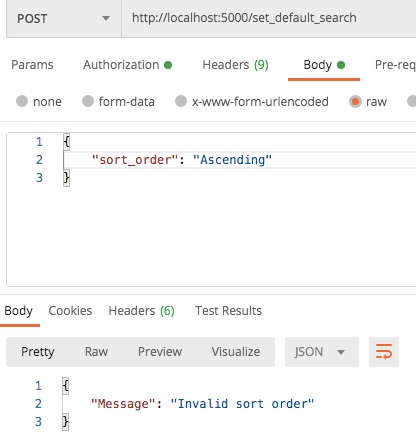 POST http://localhost:5000/set_default_search
Params Authorization Headers (9) Body Pre-req
none form-data x-www-form-urlencoded raw
1 {
2 "sort_order": "Ascending"
3 }
Body Cookies Headers (6) Test Results
Pretty Raw Preview Visualize JSON
1 {
2 "Message": "Invalid sort order"
3 }